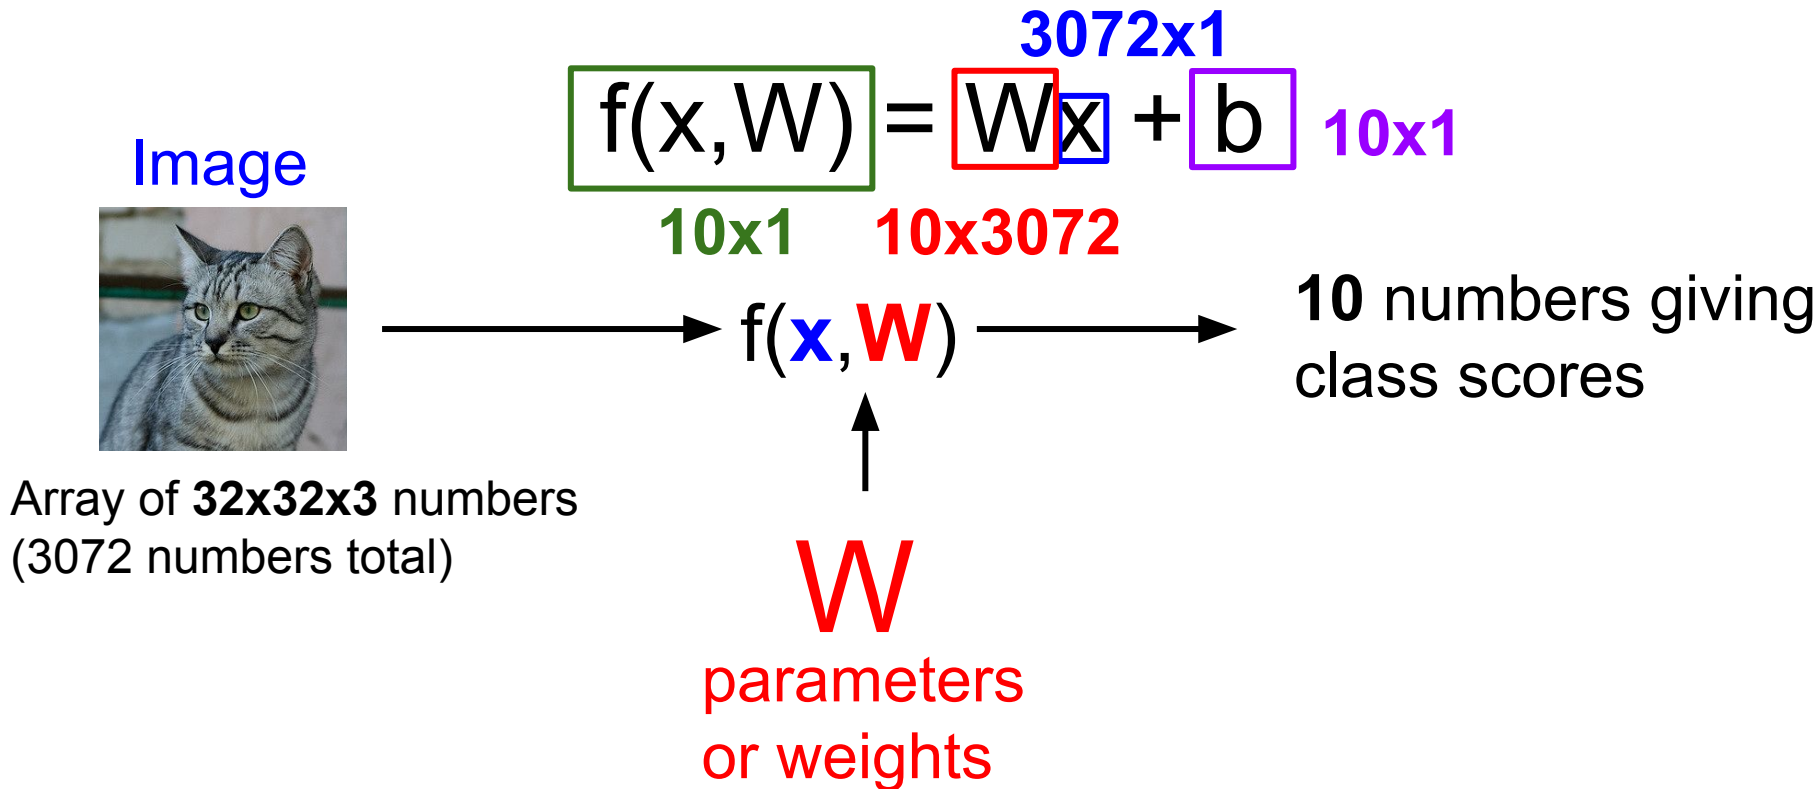 3072x1
f(x,W) = Wx + b
10x1
Image
10x1
10x3072
f(x,W)
10 numbers giving
class scores
Array of 32x32x3 numbers
(3072 numbers total)
W
parameters
or weights